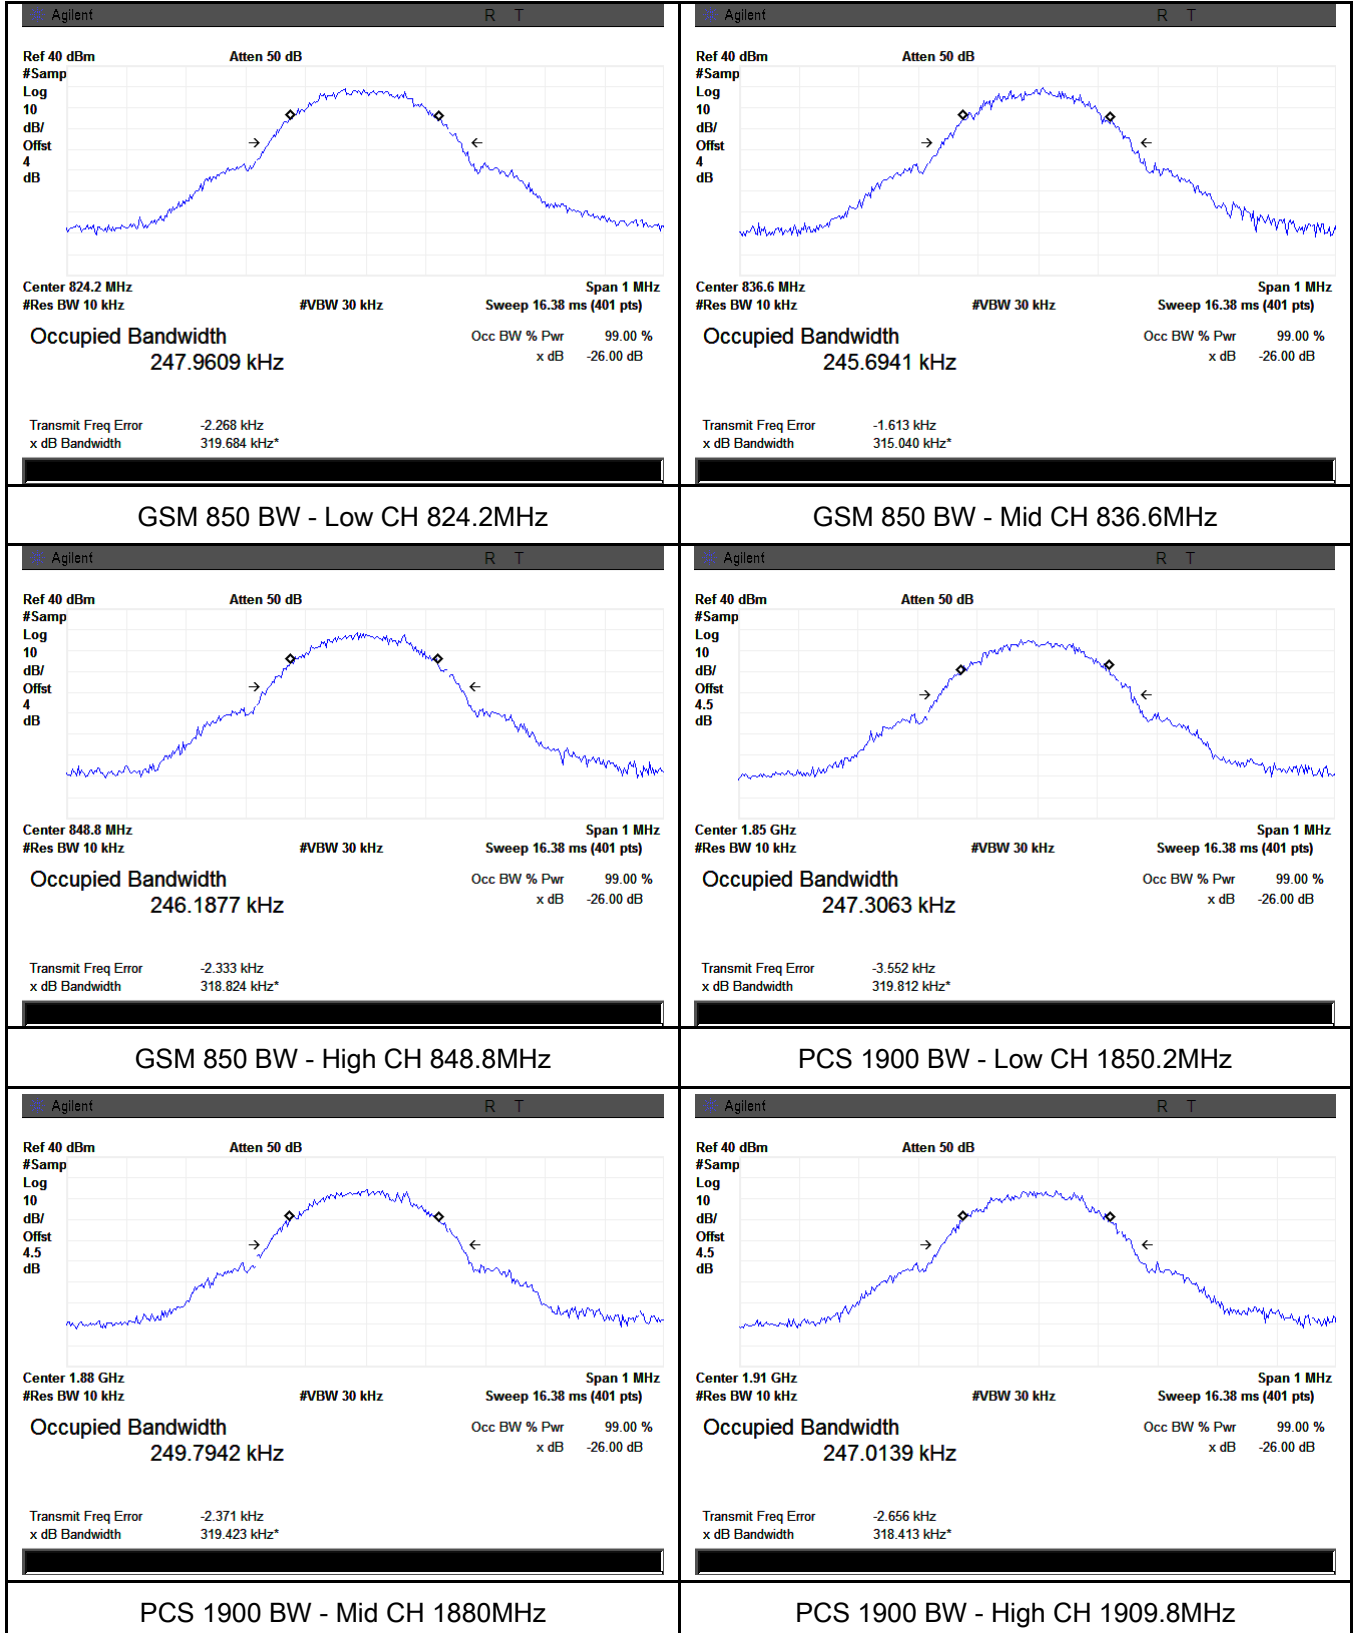 Agilent R T
Ref 40 dBm Atten 50 dB
#Samp
Log
10
dB/
Offst
4
dB
Center 824.2 MHz Span 1 MHz
#Res BW 10 kHz #VBW 30 kHz Sweep 16.38 ms (401 pts)
Occupied Bandwidth Occ BW % Pwr 99.00 %
247.9609 kHz x dB -26.00 dB
Transmit Freq Error -2.268 kHz
x dB Bandwidth 319.684 kHz*
GSM 850 BW - Low CH 824.2MHz
Agilent R T
Ref 40 dBm Atten 50 dB
#Samp
Log
10
dB/
Offst
4
dB
Center 836.6 MHz Span 1 MHz
#Res BW 10 kHz #VBW 30 kHz Sweep 16.38 ms (401 pts)
Occupied Bandwidth Occ BW % Pwr 99.00 %
245.6941 kHz x dB -26.00 dB
Transmit Freq Error -1.613 kHz
x dB Bandwidth 315.040 kHz*
GSM 850 BW - Mid CH 836.6MHz
Agilent R T
Ref 40 dBm Atten 50 dB
#Samp
Log
10
dB/
Offst
4
dB
Center 848.8 MHz Span 1 MHz
#Res BW 10 kHz #VBW 30 kHz Sweep 16.38 ms (401 pts)
Occupied Bandwidth Occ BW % Pwr 99.00 %
246.1877 kHz x dB -26.00 dB
Transmit Freq Error -2.333 kHz
x dB Bandwidth 318.824 kHz*
GSM 850 BW - High CH 848.8MHz
Agilent R T
Ref 40 dBm Atten 50 dB
#Samp
Log
10
dB/
Offst
4.5
dB
Center 1.85 GHz Span 1 MHz
#Res BW 10 kHz #VBW 30 kHz Sweep 16.38 ms (401 pts)
Occupied Bandwidth Occ BW % Pwr 99.00 %
247.3063 kHz x dB -26.00 dB
Transmit Freq Error -3.552 kHz
x dB Bandwidth 319.812 kHz*
PCS 1900 BW - Low CH 1850.2MHz
Agilent R T
Ref 40 dBm Atten 50 dB
#Samp
Log
10
dB/
Offst
4.5
dB
Center 1.88 GHz Span 1 MHz
#Res BW 10 kHz #VBW 30 kHz Sweep 16.38 ms (401 pts)
Occupied Bandwidth Occ BW % Pwr 99.00 %
249.7942 kHz x dB -26.00 dB
Transmit Freq Error -2.371 kHz
x dB Bandwidth 319.423 kHz*
PCS 1900 BW - Mid CH 1880MHz
Agilent R T
Ref 40 dBm Atten 50 dB
#Samp
Log
10
dB/
Offst
4.5
dB
Center 1.91 GHz Span 1 MHz
#Res BW 10 kHz #VBW 30 kHz Sweep 16.38 ms (401 pts)
Occupied Bandwidth Occ BW % Pwr 99.00 %
247.0139 kHz x dB -26.00 dB
Transmit Freq Error -2.656 kHz
x dB Bandwidth 318.413 kHz*
PCS 1900 BW - High CH 1909.8MHz